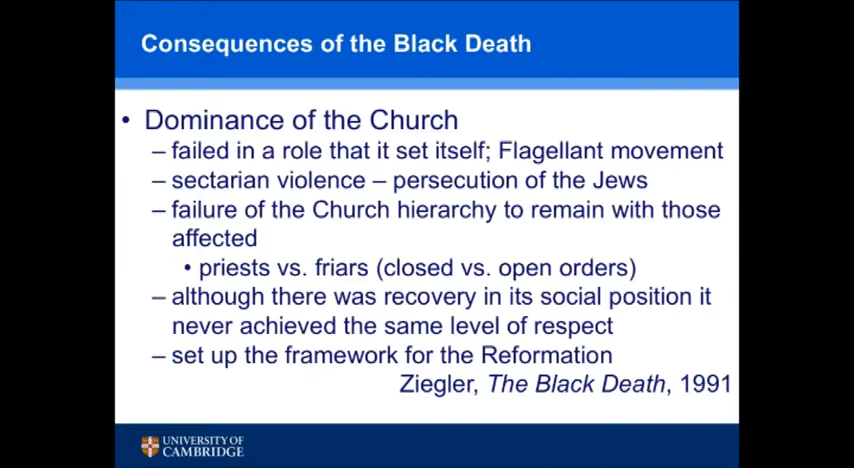 Consequences of the Black Death
• Dominance of the Church
– failed in a role that it set itself; Flagellant movement
– sectarian violence – persecution of the Jews
– failure of the Church hierarchy to remain with those
affected
• priests vs. friars (closed vs. open orders)
– although there was recovery in its social position it
never achieved the same level of respect
– set up the framework for the Reformation
Ziegler, The Black Death, 1991
UNIVERSITY OF
CAMBRIDGE